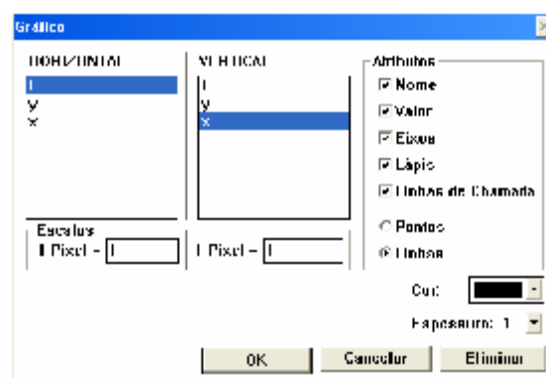 Gráfico
HORIZONTAL
VERTICAL
Atributos
t
y
x
t
y
x
Nome
Valor
Eixos
Lápis
Linhas de Chamada
Pontos
Linhas
Escalas
1 Pixel = 1
1 Pixel = 1
Cor:
Espessura: 1
OK
Cancelar
Eliminar